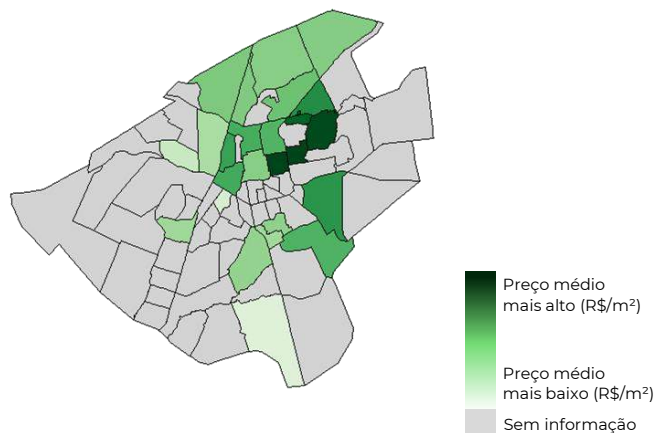 Preço médio
mais alto (R$/m²)
Preço médio
mais baixo (R$/m²)
Sem informação